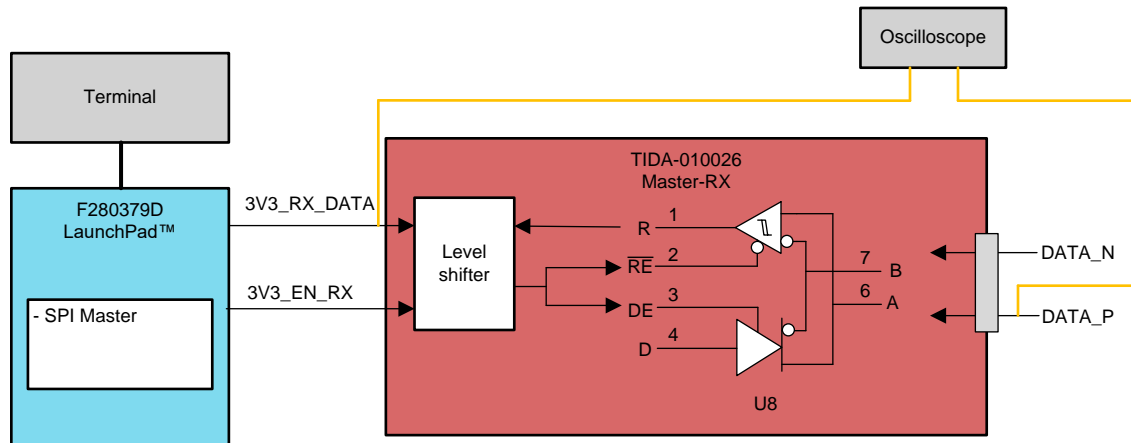 Oscilloscope
Terminal
TIDA-010026
Master-RX
F280379D
LaunchPad™
3V3_RX_DATA
R
1
Level
shifter
RE
2
7
B
DATA_N
3V3_EN_RX
DE
3
6
A
- SPI Master
D
4
DATA_P
U8